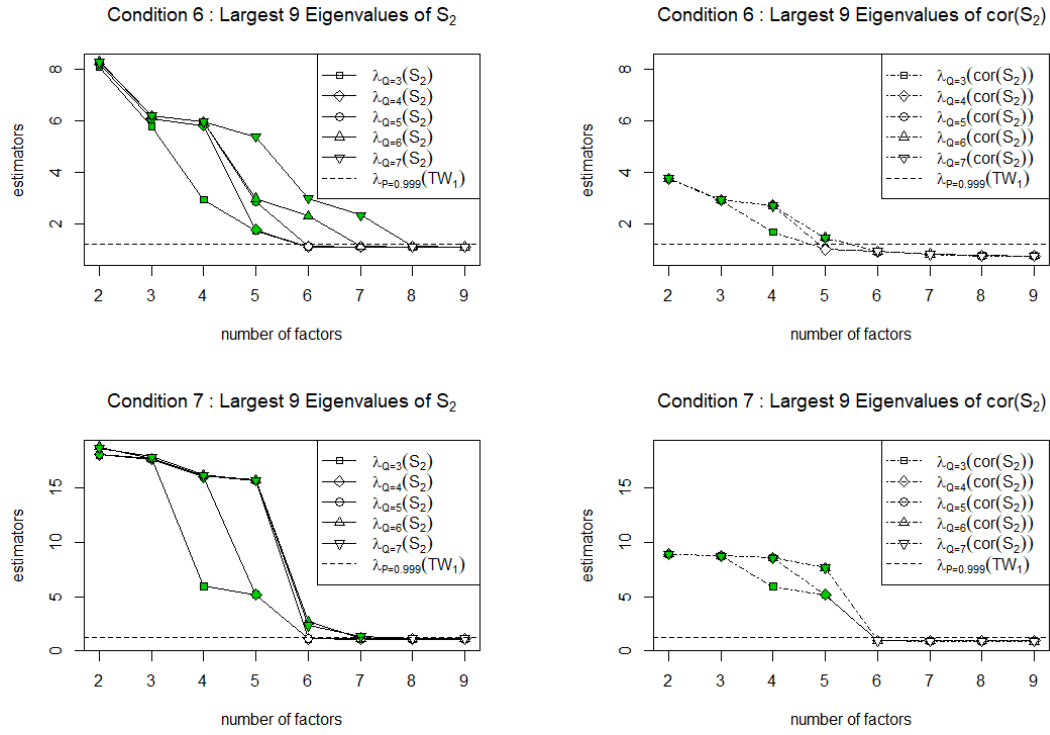 Condition 6 : Largest 9 Eigenvalues of S₂
estimators
8
6
4
2
λQ=3(S₂)
λQ=4(S₂)
λQ=5(S₂)
λQ=6(S₂)
λQ=7(S₂)
λP=0.999(TW₁)
2 3 4 5 6 7 8 9
number of factors
Condition 6 : Largest 9 Eigenvalues of cor(S₂)
estimators
8
6
4
2
λQ=3(cor(S₂))
λQ=4(cor(S₂))
λQ=5(cor(S₂))
λQ=6(cor(S₂))
λQ=7(cor(S₂))
λP=0.999(TW₁)
2 3 4 5 6 7 8 9
number of factors
Condition 7 : Largest 9 Eigenvalues of S₂
estimators
15
10
5
0
λQ=3(S₂)
λQ=4(S₂)
λQ=5(S₂)
λQ=6(S₂)
λQ=7(S₂)
λP=0.999(TW₁)
2 3 4 5 6 7 8 9
number of factors
Condition 7 : Largest 9 Eigenvalues of cor(S₂)
estimators
15
10
5
0
λQ=3(cor(S₂))
λQ=4(cor(S₂))
λQ=5(cor(S₂))
λQ=6(cor(S₂))
λQ=7(cor(S₂))
λP=0.999(TW₁)
2 3 4 5 6 7 8 9
number of factors